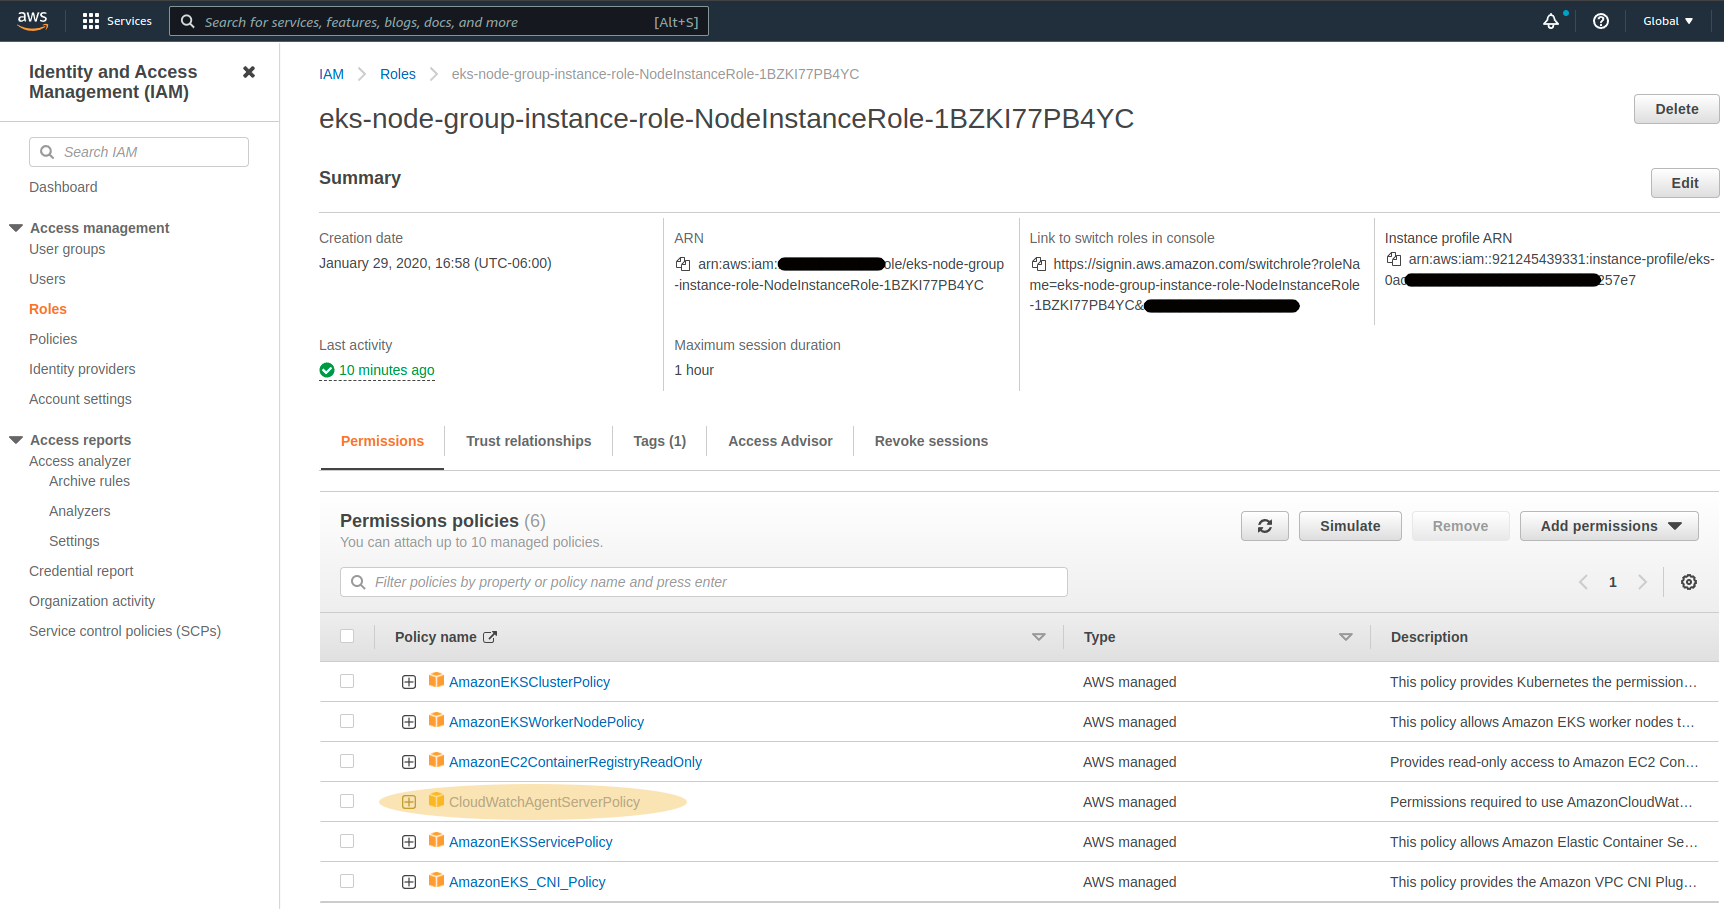 aws
Services
Search for services, features, blogs, docs, and more
[Alt+S]
Global
Identity and Access
Management (IAM)
Search IAM
Dashboard
Access management
User groups
Users
Roles
Policies
Identity providers
Account settings
Access reports
Access analyzer
Archive rules
Analyzers
Settings
Credential report
Organization activity
Service control policies (SCPs)
IAM
Roles
eks-node-group-instance-role-NodeInstanceRole-1BZKI77PB4YC
eks-node-group-instance-role-NodeInstanceRole-1BZKI77PB4YC
Delete
Summary
Edit
Creation date
January 29, 2020, 16:58 (UTC-06:00)
ARN
arn:aws:iam: ole/eks-node-group
-instance-role-NodeInstanceRole-1BZKI77PB4YC
Link to switch roles in console
https://signin.aws.amazon.com/switchrole?roleNa
me=eks-node-group-instance-role-NodeInstanceRole
-1BZKI77PB4YC&
Instance profile ARN
arn:aws:iam::921245439331:instance-profile/eks-
0ac 257e7
Last activity
10 minutes ago
Maximum session duration
1 hour
Permissions
Trust relationships
Tags (1)
Access Advisor
Revoke sessions
Permissions policies (6)
You can attach up to 10 managed policies.
Simulate
Remove
Add permissions
Filter policies by property or policy name and press enter
1
Policy name
Type
Description
AmazonEKSClusterPolicy
AWS managed
This policy provides Kubernetes the permission…
AmazonEKSWorkerNodePolicy
AWS managed
This policy allows Amazon EKS worker nodes t…
AmazonEC2ContainerRegistryReadOnly
AWS managed
Provides read-only access to Amazon EC2 Con…
CloudWatchAgentServerPolicy
AWS managed
Permissions required to use AmazonCloudWat…
AmazonEKSServicePolicy
AWS managed
This policy allows Amazon Elastic Container Se…
AmazonEKS_CNI_Policy
AWS managed
This policy provides the Amazon VPC CNI Plug…